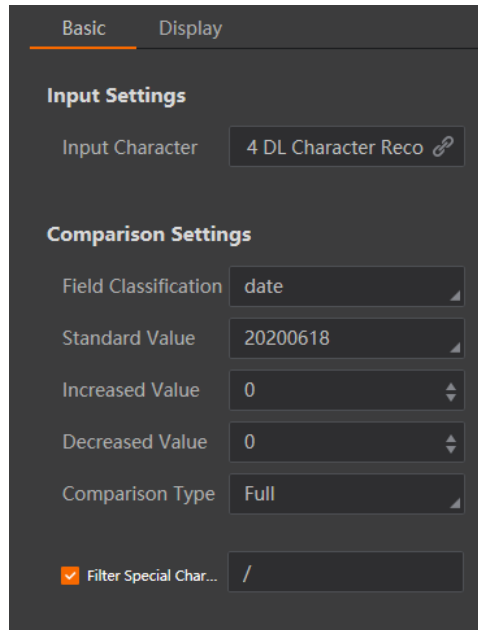 Basic Display
Input Settings
Input Character 4 DL Character Reco
Comparison Settings
Field Classification date
Standard Value 20200618
Increased Value 0
Decreased Value 0
Comparison Type Full
Filter Special Char... /